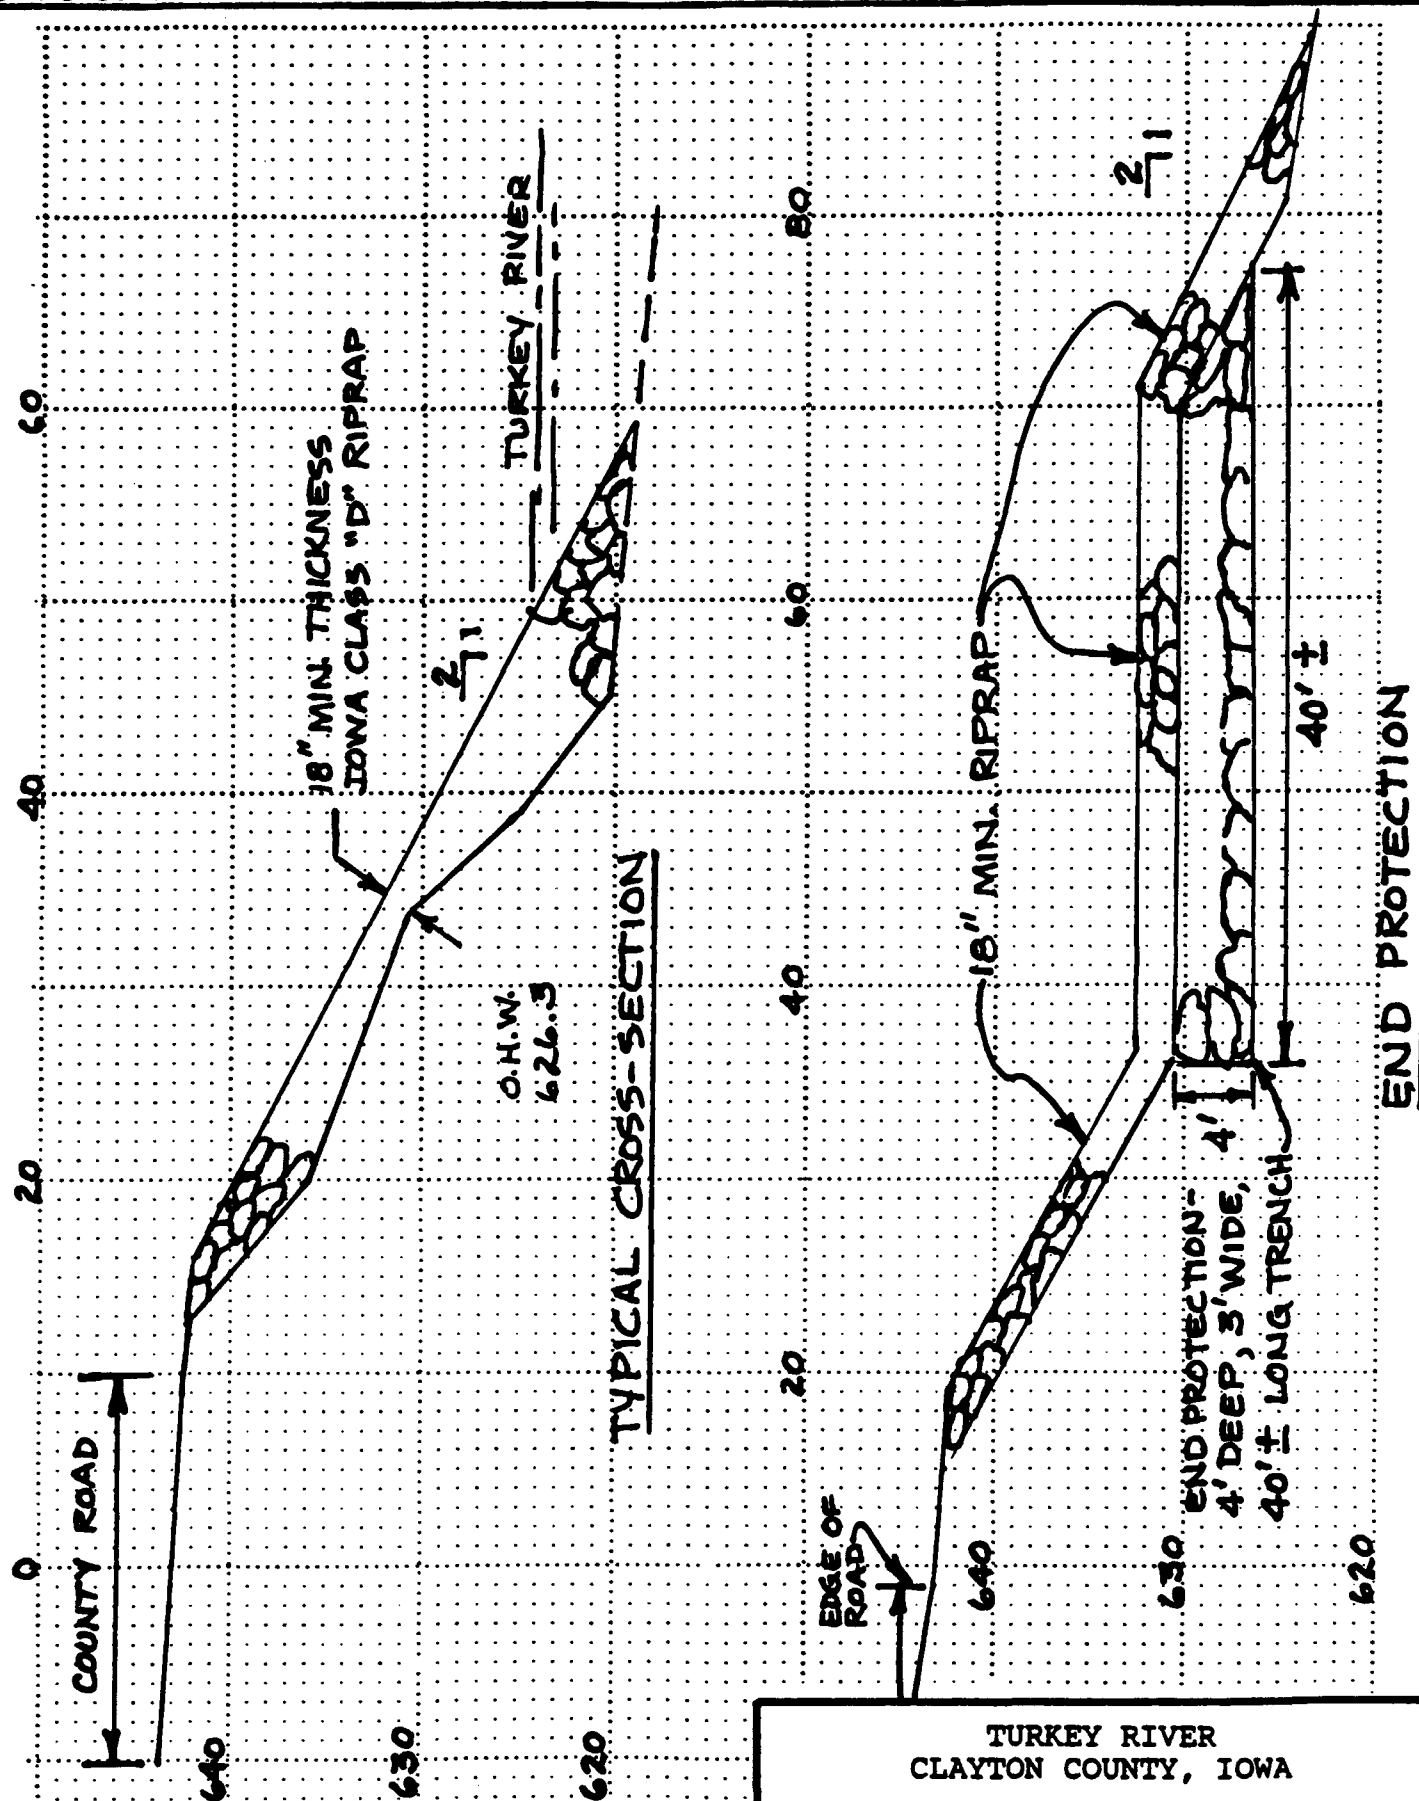 0
20
40
60
COUNTY ROAD
18" MIN. THICKNESS
IOWA CLASS "D" RIPRAP
2
1
TURKEY RIVER
O.H.W.
626.3
640
630
620
TYPICAL CROSS-SECTION
20
40
60
80
EDGE OF
ROAD
18" MIN. RIPRAP
2
1
640
630
620
4'
END PROTECTION-
4' DEEP, 3' WIDE,
40'± LONG TRENCH
40'±
END PROTECTION
TURKEY RIVER
CLAYTON COUNTY, IOWA